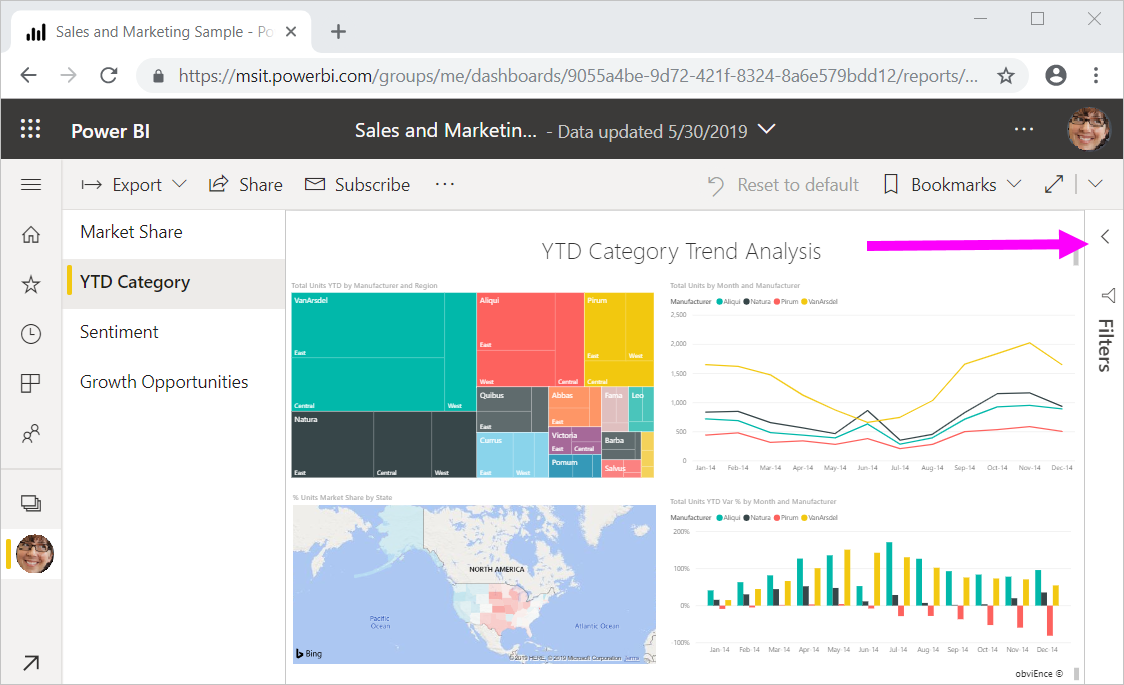 Sales and Marketing Sample - Po
https://msit.powerbi.com/groups/me/dashboards/9055a4be-9d72-421f-8324-8a6e579bdd12/reports/...
Power BI
Sales and Marketin... - Data updated 5/30/2019
Export Share Subscribe ... Reset to default Bookmarks
Market Share
YTD Category
Sentiment
Growth Opportunities
YTD Category Trend Analysis
Filters
Total Units YTD by Manufacturer and Region
VanArsdel
East
Central
West
Natura
East
Central
West
Aliqui
East
West
Central
Piruns
East
West
Central
Quibus
East
Currus
East
West
Abbas
East
Fama
Leo
Victoria
East
Central
Barba
Pomum
Salvus
Total Units by Month and Manufacturer
Manufacturer Aliqui Natura Pirum VanArsdel
2,500
2,000
1,500
1,000
500
0
Jan-14 Feb-14 Mar-14 Apr-14 May-14 Jun-14 Jul-14 Aug-14 Sep-14 Oct-14 Nov-14 Dec-14
% Units Market Share by State
NORTH AMERICA
Pacific
Ocean
Atlantic Ocean
Bing
© 2019 HERE, © 2019 Microsoft Corporation Terms
Total Units YTD Var % by Month and Manufacturer
Manufacturer Aliqui Natura Pirum VanArsdel
200%
100%
0%
-100%
Jan-14 Feb-14 Mar-14 Apr-14 May-14 Jun-14 Jul-14 Aug-14 Sep-14 Oct-14 Nov-14 Dec-14
obviEnce ©